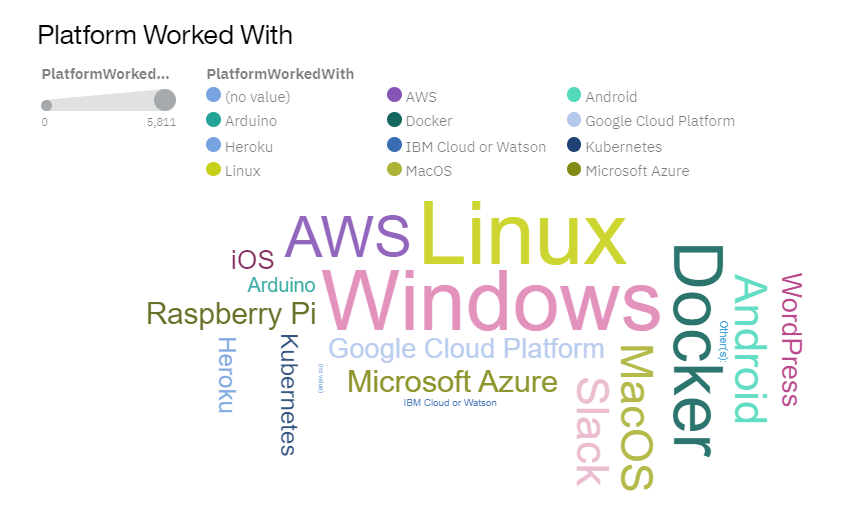 Platform Worked With
PlatformWorked...
0 5,811
PlatformWorkedWith
(no value) AWS Android
Arduino Docker Google Cloud Platform
Heroku IBM Cloud or Watson Kubernetes
Linux MacOS Microsoft Azure
AWS
Linux
iOS
Arduino
Windows
Raspberry Pi
Docker
Android
WordPress
Other(s):
Heroku
Kubernetes
(no value)
Google Cloud Platform
Microsoft Azure
IBM Cloud or Watson
Slack
MacOS